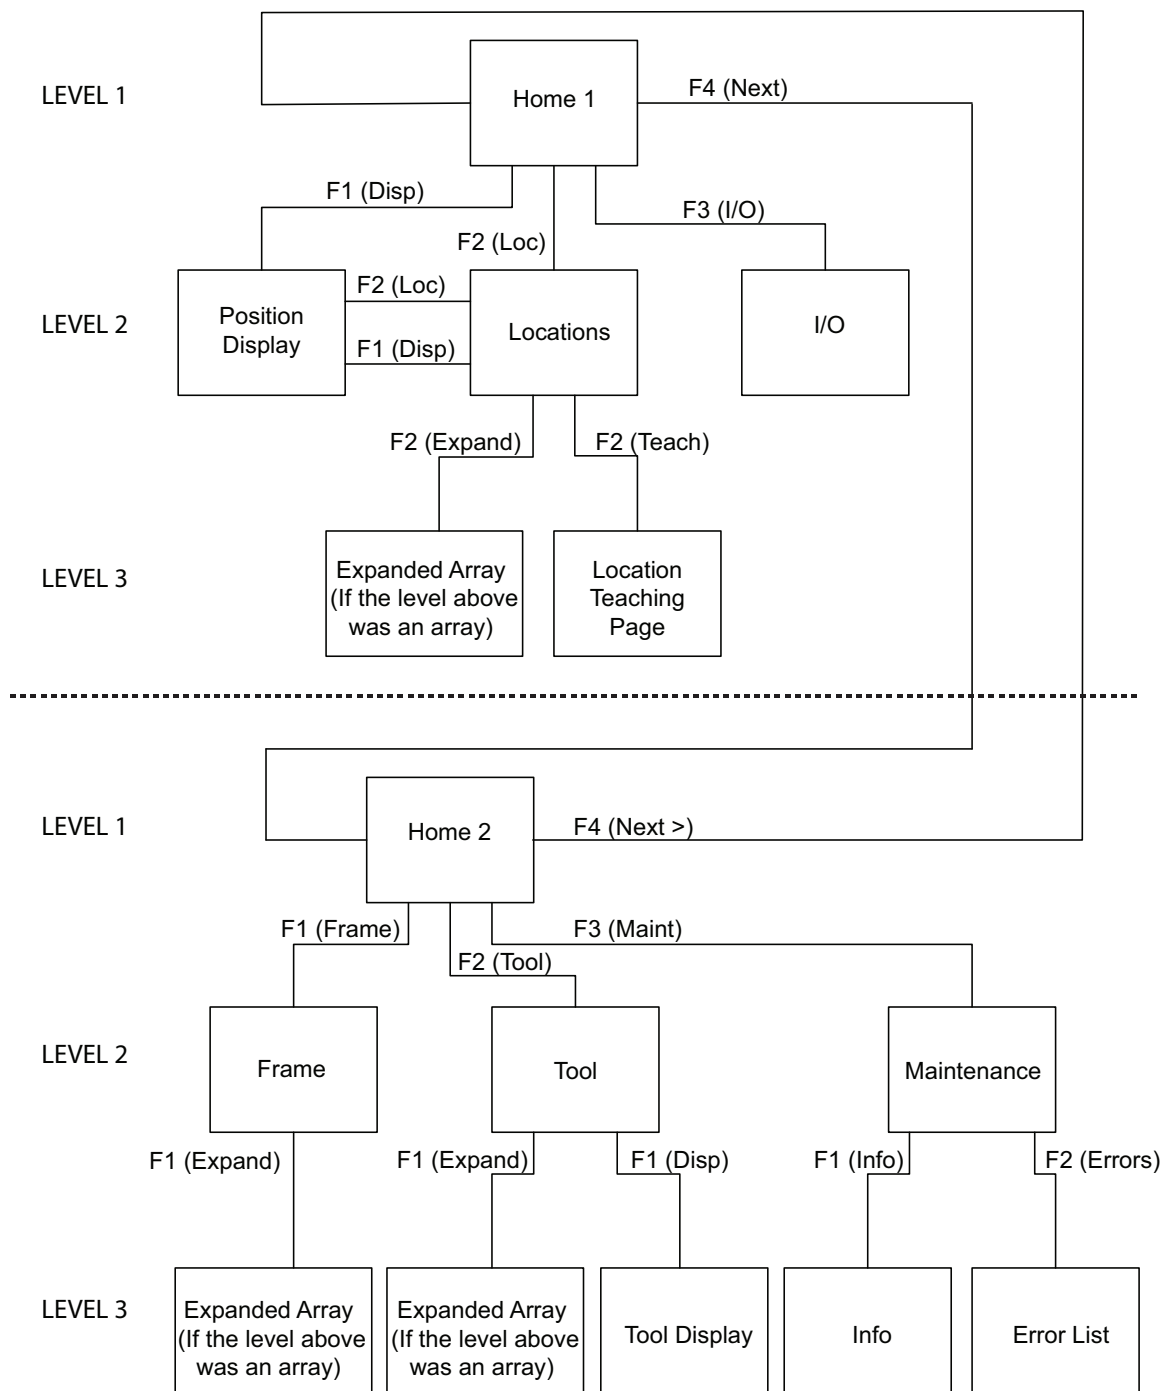 LEVEL 1
Home 1
F4 (Next)
F1 (Disp)
F2 (Loc)
F3 (I/O)
LEVEL 2
Position
Display
F2 (Loc)
F1 (Disp)
Locations
I/O
F2 (Expand)
F2 (Teach)
LEVEL 3
Expanded Array
(If the level above
was an array)
Location
Teaching
Page
LEVEL 1
Home 2
F4 (Next >)
F1 (Frame)
F2 (Tool)
F3 (Maint)
LEVEL 2
Frame
Tool
Maintenance
F1 (Expand)
F1 (Expand)
F1 (Disp)
F1 (Info)
F2 (Errors)
LEVEL 3
Expanded Array
(If the level above
was an array)
Expanded Array
(If the level above
was an array)
Tool Display
Info
Error List